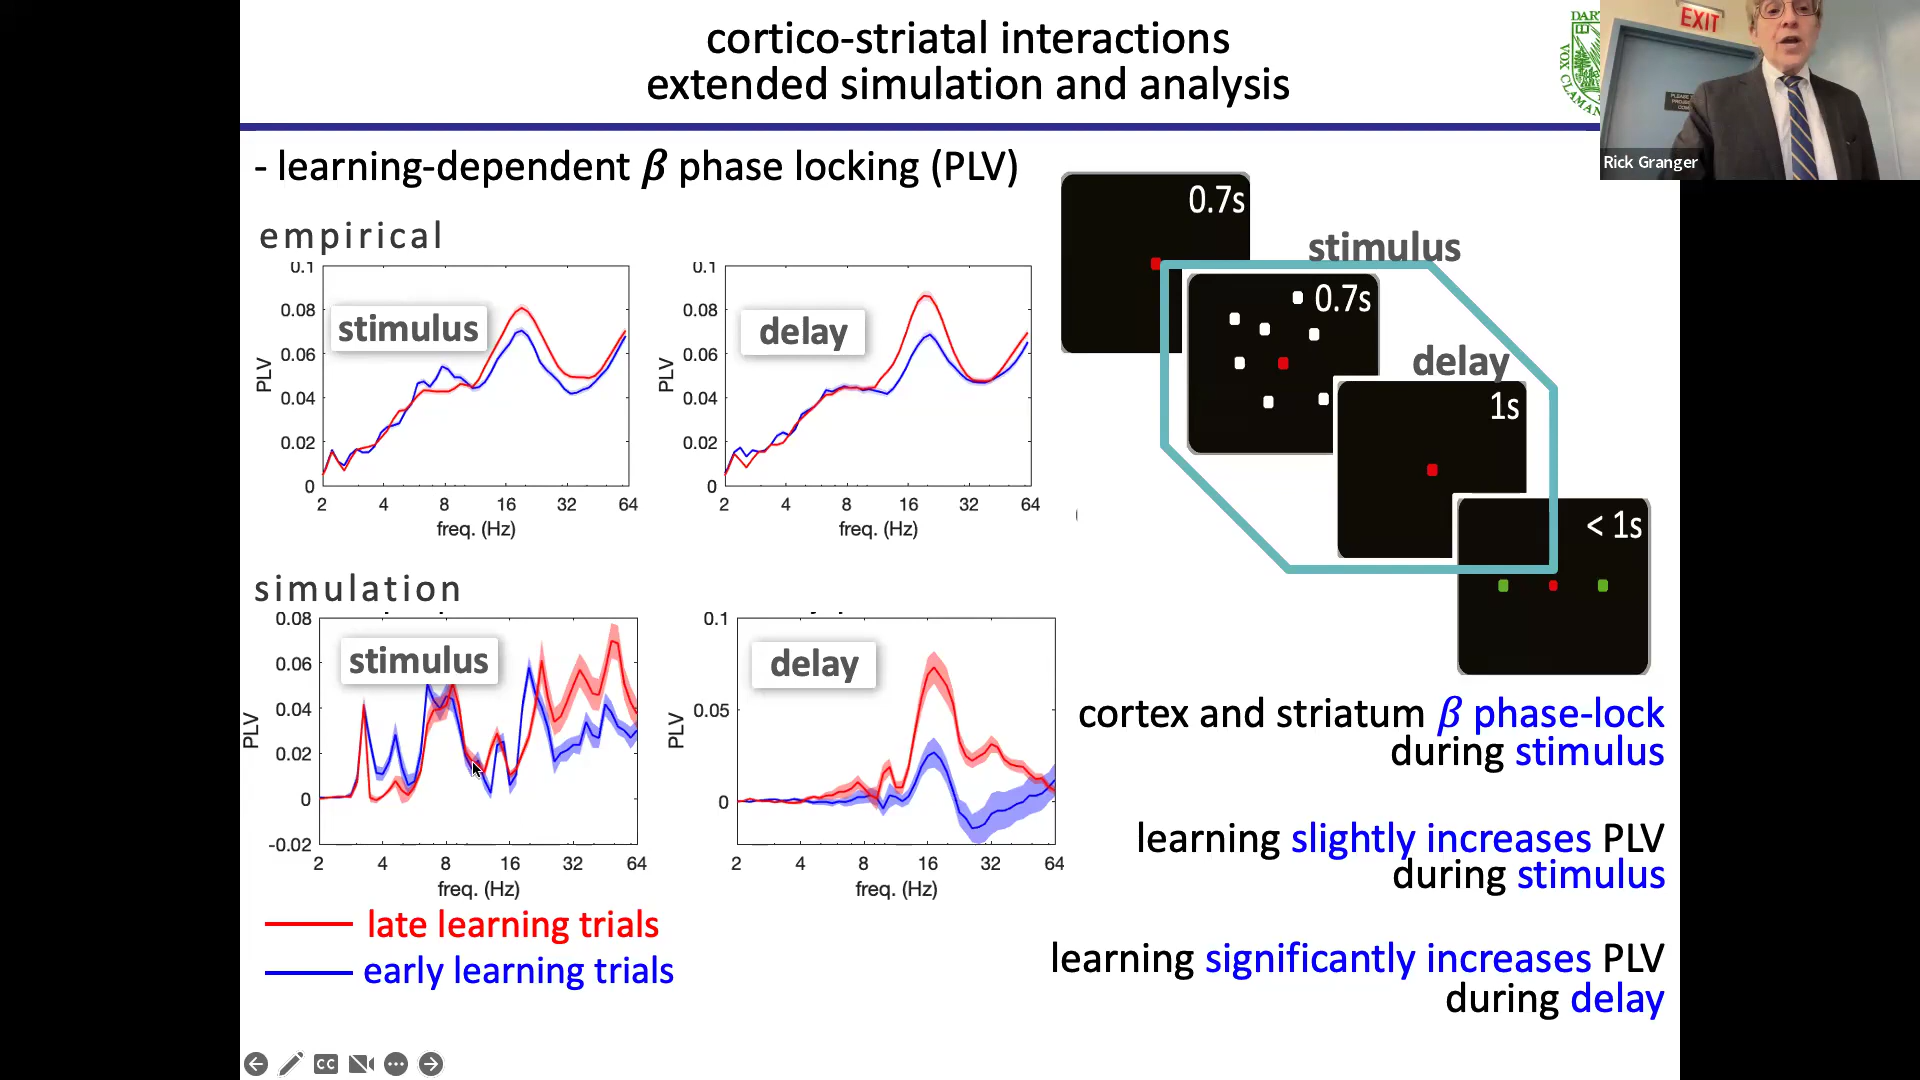 cortico-striatal interactions
extended simulation and analysis
EXIT
DART
VOX CLAMAN
Rick Granger
- learning-dependent β phase locking (PLV)
empirical
0.1
0.08
0.06
0.04
0.02
0
PLV
stimulus
2 4 8 16 32 64
freq. (Hz)
0.1
0.08
0.06
0.04
0.02
0
PLV
delay
2 4 8 16 32 64
freq. (Hz)
0.7s
stimulus
0.7s
delay
1s
< 1s
simulation
0.08
0.06
0.04
0.02
0
-0.02
PLV
stimulus
2 4 8 16 32 64
freq. (Hz)
0.1
0.05
0
PLV
delay
2 4 8 16 32 64
freq. (Hz)
late learning trials
early learning trials
cortex and striatum β phase-lock
during stimulus
learning slightly increases PLV
during stimulus
learning significantly increases PLV
during delay
CC